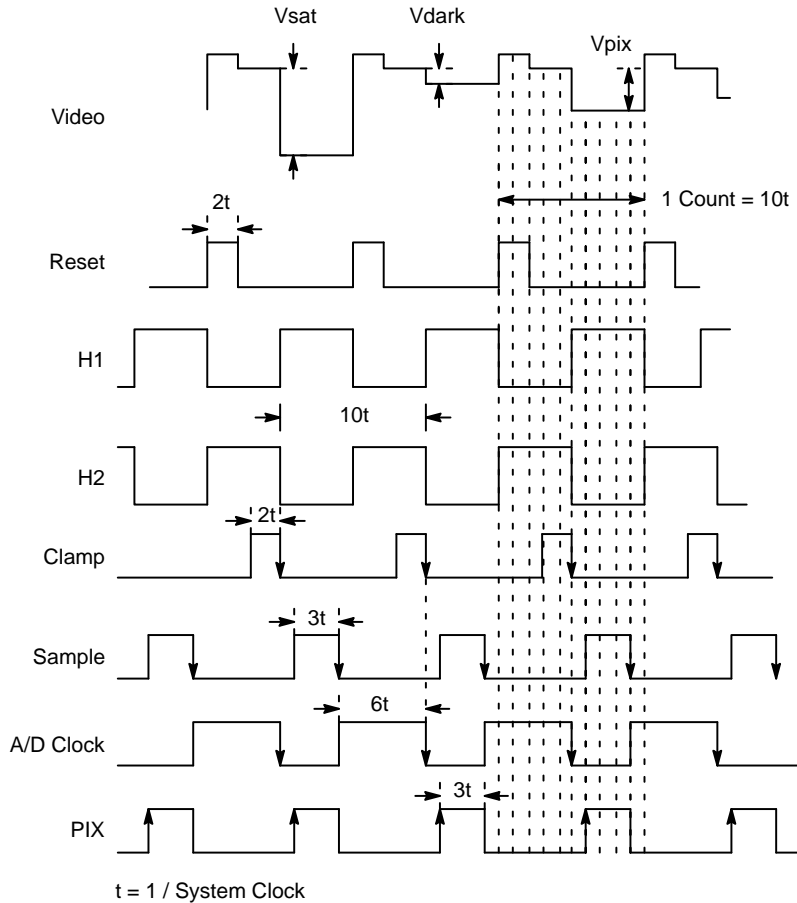 Vsat
Vdark
Vpix
Video
1 Count = 10t
2t
Reset
H1
10t
H2
2t
Clamp
3t
Sample
6t
A/D Clock
3t
PIX
t = 1 / System Clock